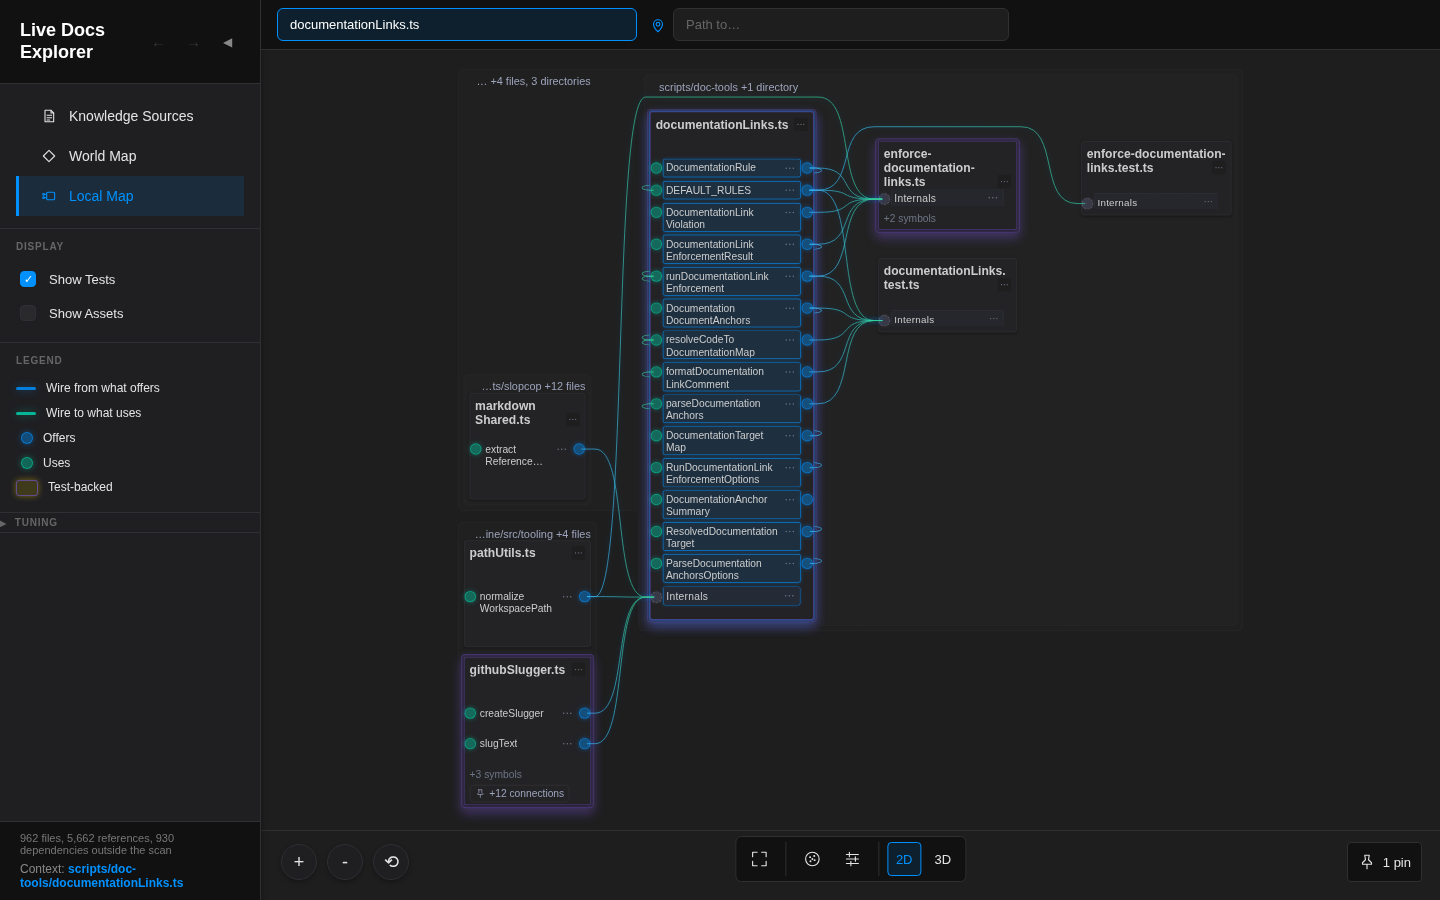 Live Docs
Explorer
← → ◀
Knowledge Sources
World Map
Local Map
DISPLAY
✓ Show Tests
Show Assets
LEGEND
Wire from what offers
Wire to what uses
Offers
Uses
Test-backed
▶ TUNING
962 files, 5,662 references, 930
dependencies outside the scan
Context: scripts/doc-
tools/documentationLinks.ts
documentationLinks.ts
Path to…
… +4 files, 3 directories
scripts/doc-tools +1 directory
documentationLinks.ts ...
DocumentationRule ...
DEFAULT_RULES ...
DocumentationLink ...
Violation
DocumentationLink ...
EnforcementResult
runDocumentationLink ...
Enforcement
Documentation ...
DocumentAnchors
resolveCodeTo ...
DocumentationMap
formatDocumentation ...
LinkComment
parseDocumentation ...
Anchors
DocumentationTarget ...
Map
RunDocumentationLink ...
EnforcementOptions
DocumentationAnchor ...
Summary
ResolvedDocumentation ...
Target
ParseDocumentation ...
AnchorsOptions
Internals ...
enforce-
documentation-
links.ts ...
Internals ...
+2 symbols
enforce-documentation-
links.test.ts ...
Internals ...
documentationLinks.
test.ts ...
Internals ...
…ts/slopcop +12 files
markdown
Shared.ts ...
extract ...
Reference…
…ine/src/tooling +4 files
pathUtils.ts ...
normalize ...
WorkspacePath
githubSlugger.ts ...
createSlugger ...
slugText ...
+3 symbols
+12 connections
+ - ⟲
2D 3D
1 pin